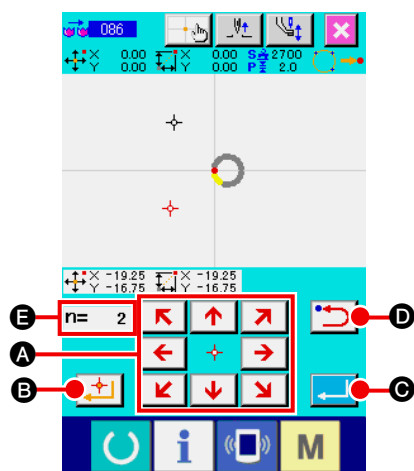 086
X 0.00 X 0.00 S 2700
Y 0.00 Y 0.00 P 2.0
X -19.25 X -19.25
Y -16.75 Y -16.75
E n= 2 D
A
B C
i M